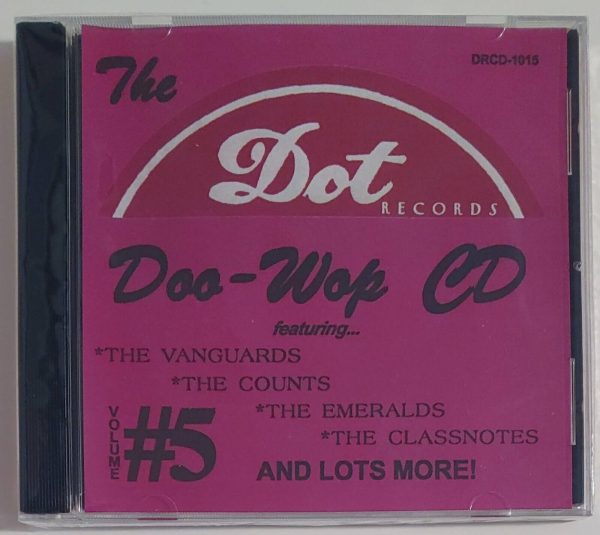 The
DRCD-1015
Dot
RECORDS
Doo-Wop CD
featuring...
*THE VANGUARDS
*THE COUNTS
*THE EMERALDS
*THE CLASSNOTES
VOLUME
#5
AND LOTS MORE!